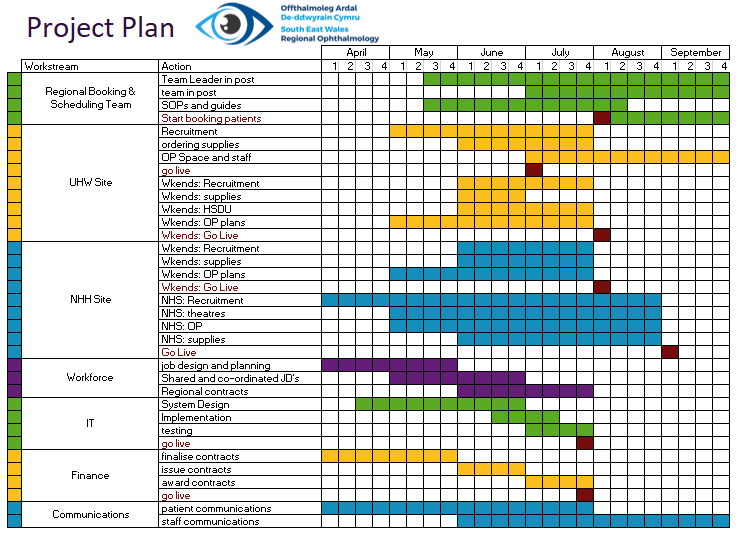 Project Plan
Offthalmoleg Ardal
De-ddwyrain Cymru
South East Wales
Regional Ophthalmology
April May June July August September
Workstream Action 1 2 3 4 1 2 3 4 1 2 3 4 1 2 3 4 1 2 3 4 1 2 3 4
Regional Booking &
Scheduling Team
Team Leader in post
team in post
SOPs and guides
Start booking patients
UHW Site
Recruitment
ordering supplies
OP Space and staff
go live
Wkends: Recruitment
Wkends: supplies
Wkends: HSDU
Wkends: OP plans
Wkends: Go Live
NHH Site
Wkends: Recruitment
Wkends: supplies
Wkends: OP plans
Wkends: Go Live
NHS: Recruitment
NHS: theatres
NHS: OP
NHS: supplies
Go Live
Workforce
job design and planning
Shared and co-ordinated JD's
Regional contracts
IT
System Design
Implementation
testing
go live
Finance
finalise contracts
issue contracts
award contracts
go live
Communications
patient communications
staff communications